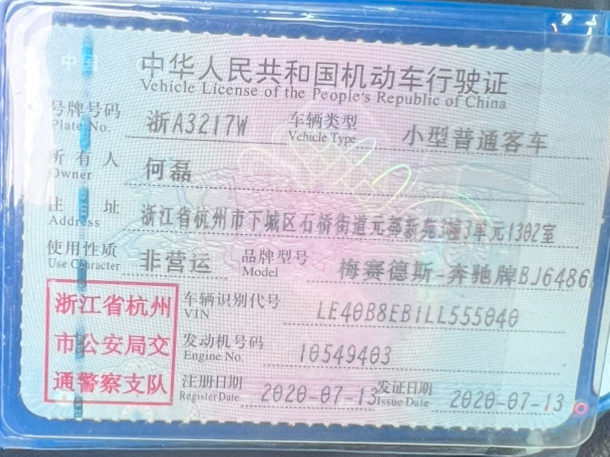 中华人民共和国机动车行驶证
Vehicle License of the People's Republic of China
号牌号码 Plate No. 浙A3217W 车辆类型 Vehicle Type 小型普通客车
所有人 Owner 何磊
住址 Address 浙江省杭州市下城区石桥街道元都新苑3幢3单元1302室
使用性质 Use Character 非营运 品牌型号 Model 梅赛德斯-奔驰牌BJ6486
浙江省杭州
市公安局交
通警察支队
车辆识别代号 VIN LE40B8EB1LL555040
发动机号码 Engine No. 10549403
注册日期 Register Date 2020-07-13 发证日期 Issue Date 2020-07-13